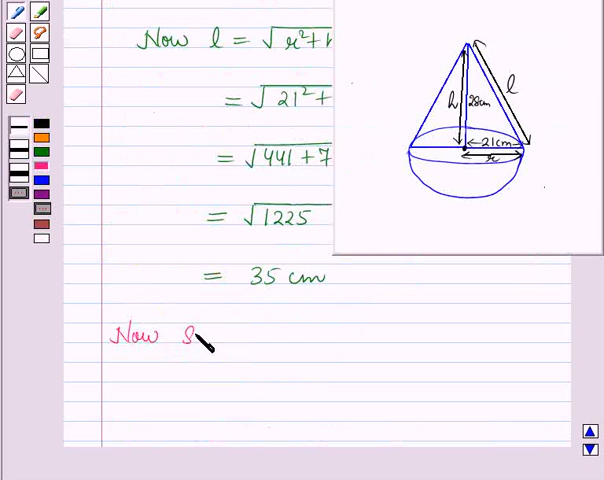 Now l = √r²+h
= √21²+
= √441+7
= √1225
= 35 cm
Now S
h
28cm
l
21cm
r